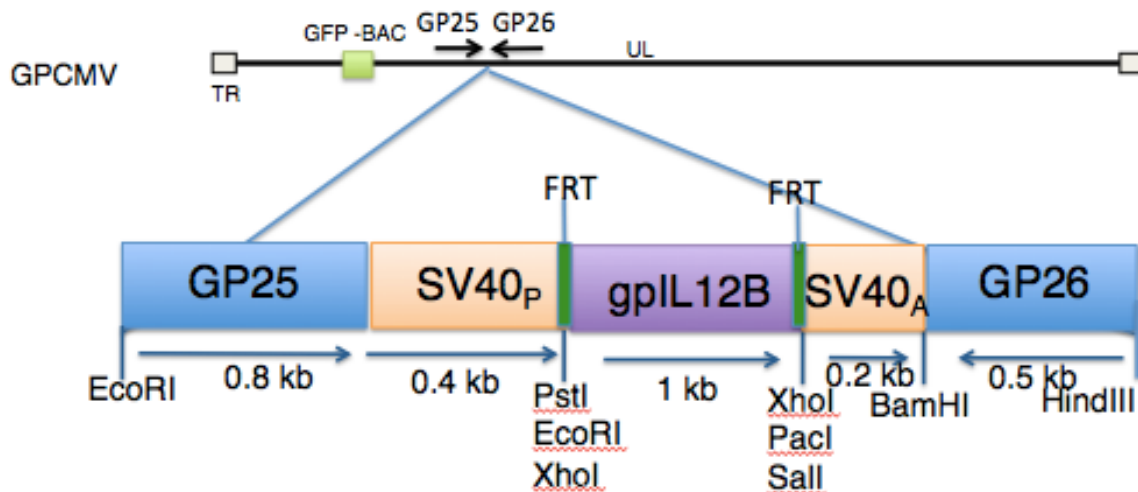 GP25 GP26
GFP -BAC
UL
GPCMV
TR
FRT FRT
GP25 SV40P gpIL12B SV40A GP26
0.8 kb 0.4 kb 1 kb 0.2 kb 0.5 kb
EcoRI PstI XhoI BamHI HindIII
EcoRI PacI
XhoI SalI